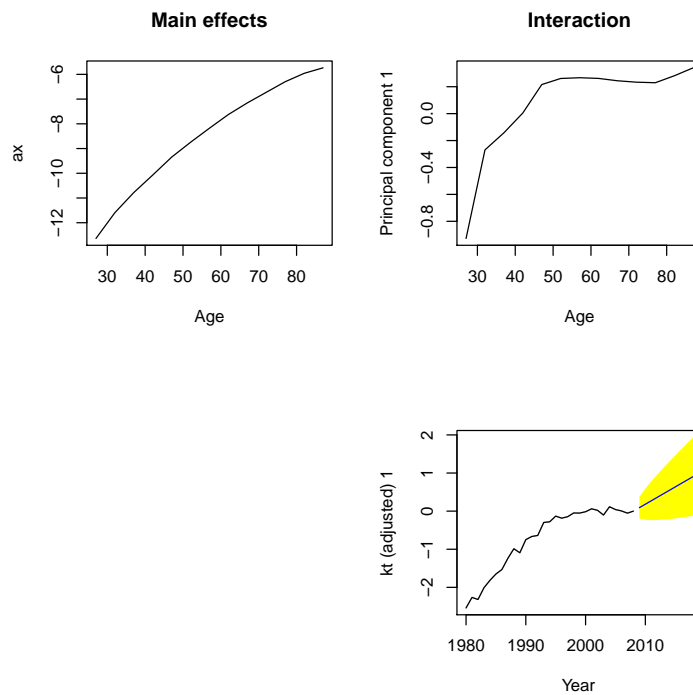 Main effects
ax
−6
−8
−10
−12
30 40 50 60 70 80
Age
Interaction
Principal component 1
0.0
−0.4
−0.8
30 40 50 60 70 80
Age
kt (adjusted) 1
2
1
0
−1
−2
1980 1990 2000 2010
Year